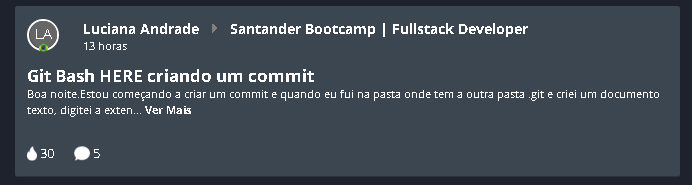 LA
Luciana Andrade Santander Bootcamp | Fullstack Developer
13 horas
Git Bash HERE criando um commit
Boa noite.Estou começando a criar um commit e quando eu fui na pasta onde tem a outra pasta .git e criei um documento
texto, digitei a exten... Ver Mais
30 5